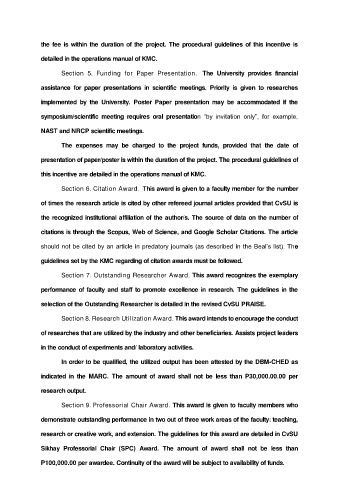 the fee is within the duration of the project. The procedural guidelines of this incentive is
detailed in the operations manual of KMC.
Section 5. Funding for Paper Presentation. The University provides financial
assistance for paper presentations in scientific meetings. Priority is given to researches
implemented by the University. Poster Paper presentation may be accommodated if the
symposium/scientific meeting requires oral presentation “by invitation only”, for example,
NAST and NRCP scientific meetings.
The expenses may be charged to the project funds, provided that the date of
presentation of paper/poster is within the duration of the project. The procedural guidelines of
this incentive are detailed in the operations manual of KMC.
Section 6. Citation Award. This award is given to a faculty member for the number
of times the research article is cited by other refereed journal articles provided that CvSU is
the recognized institutional affiliation of the author/s. The source of data on the number of
citations is through the Scopus, Web of Science, and Google Scholar Citations. The article
should not be cited by an article in predatory journals (as described in the Beal’s list). The
guidelines set by the KMC regarding of citation awards must be followed.
Section 7. Outstanding Researcher Award. This award recognizes the exemplary
performance of faculty and staff to promote excellence in research. The guidelines in the
selection of the Outstanding Researcher is detailed in the revised CvSU PRAISE.
Section 8. Research Utilization Award. This award intends to encourage the conduct
of researches that are utilized by the industry and other beneficiaries. Assists project leaders
in the conduct of experiments and/ laboratory activities.
In order to be qualified, the utilized output has been attested by the DBM-CHED as
indicated in the MARC. The amount of award shall not be less than P30,000.00.00 per
research output.
Section 9. Professorial Chair Award. This award is given to faculty members who
demonstrate outstanding performance in two out of three work areas of the faculty: teaching,
research or creative work, and extension. The guidelines for this award are detailed in CvSU
Sikhay Professorial Chair (SPC) Award. The amount of award shall not be less than
P100,000.00 per awardee. Continuity of the award will be subject to availability of funds.